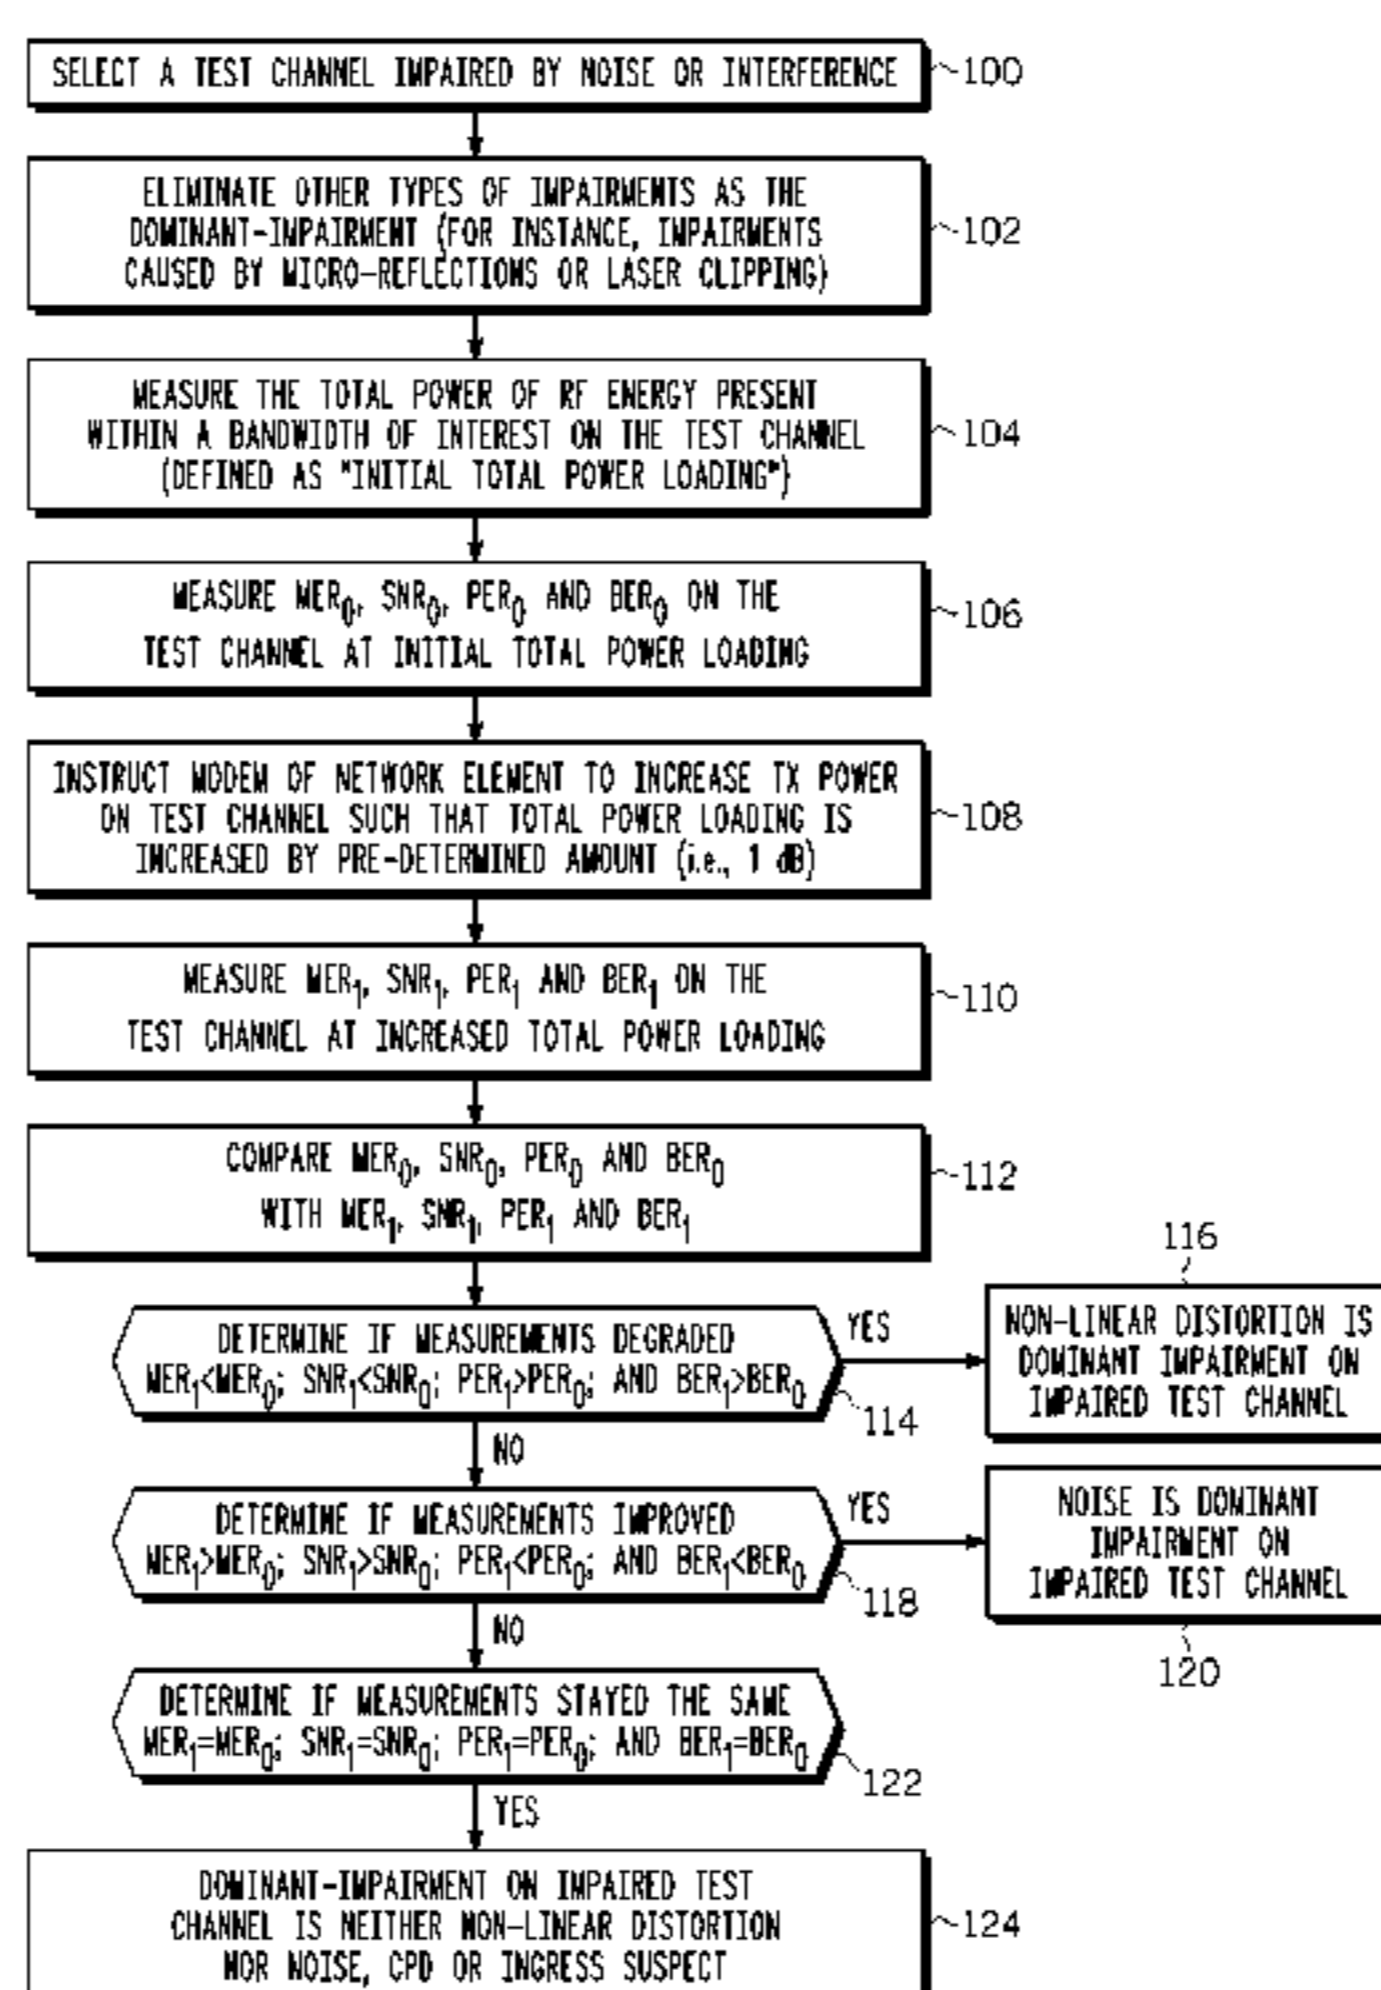 SELECT A TEST CHANNEL IMPAIRED BY NOISE OR INTERFERENCE
100
ELIMINATE OTHER TYPES OF IMPAIRMENTS AS THE
DOMINANT-IMPAIRMENT (FOR INSTANCE, IMPAIRMENTS
CAUSED BY MICRO-REFLECTIONS OR LASER CLIPPING)
102
MEASURE THE TOTAL POWER OF RF ENERGY PRESENT
WITHIN A BANDWIDTH OF INTEREST ON THE TEST CHANNEL
(DEFINED AS "INITIAL TOTAL POWER LOADING")
104
MEASURE MER₀, SNR₀, PER₀ AND BER₀ ON THE
TEST CHANNEL AT INITIAL TOTAL POWER LOADING
106
INSTRUCT MODEM OF NETWORK ELEMENT TO INCREASE TX POWER
ON TEST CHANNEL SUCH THAT TOTAL POWER LOADING IS
INCREASED BY PRE-DETERMINED AMOUNT (i.e., 1 dB)
108
MEASURE MER₁, SNR₁, PER₁ AND BER₁ ON THE
TEST CHANNEL AT INCREASED TOTAL POWER LOADING
110
COMPARE MER₀, SNR₀, PER₀ AND BER₀
WITH MER₁, SNR₁, PER₁ AND BER₁
112
DETERMINE IF MEASUREMENTS DEGRADED
MER₁<MER₀; SNR₁<SNR₀; PER₁>PER₀; AND BER₁>BER₀
114
YES
116
NON-LINEAR DISTORTION IS
DOMINANT IMPAIRMENT ON
IMPAIRED TEST CHANNEL
NO
DETERMINE IF MEASUREMENTS IMPROVED
MER₁>MER₀; SNR₁>SNR₀; PER₁<PER₀; AND BER₁<BER₀
118
YES
NOISE IS DOMINANT
IMPAIRMENT ON
IMPAIRED TEST CHANNEL
120
NO
DETERMINE IF MEASUREMENTS STAYED THE SAME
MER₁=MER₀; SNR₁=SNR₀; PER₁=PER₀; AND BER₁=BER₀
122
YES
DOMINANT-IMPAIRMENT ON IMPAIRED TEST
CHANNEL IS NEITHER NON-LINEAR DISTORTION
NOR NOISE, CPD OR INGRESS SUSPECT
124